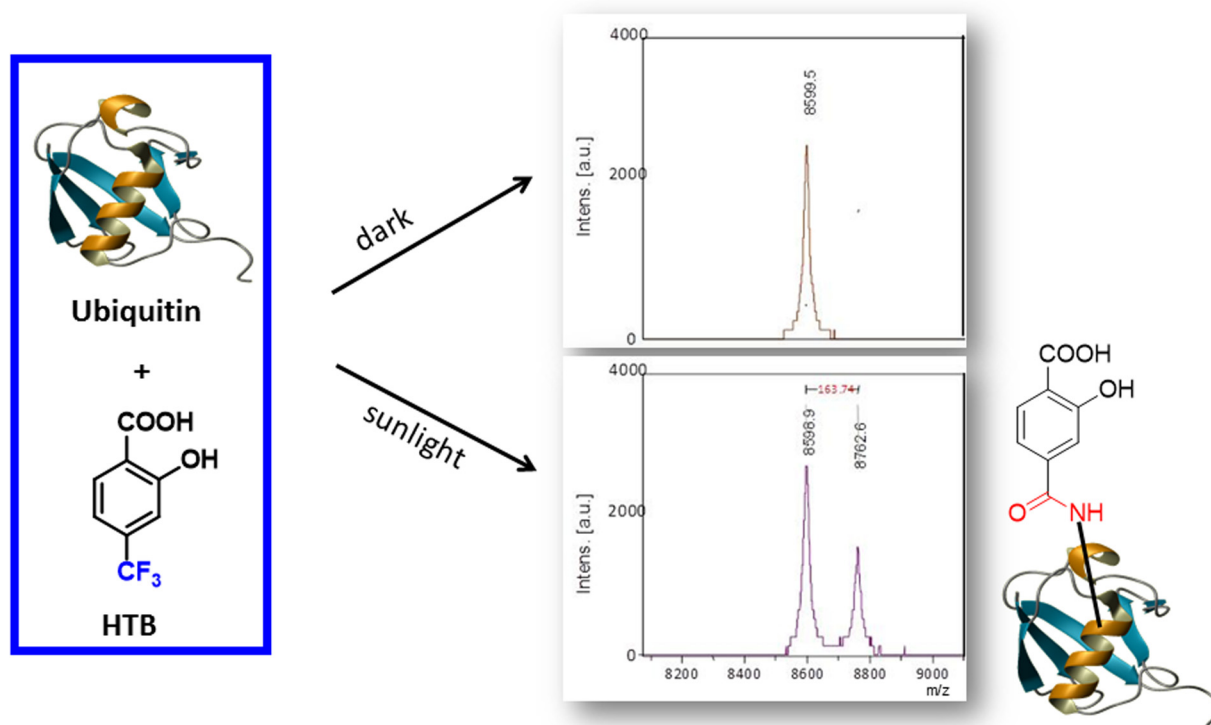 Ubiquitin
+
COOH
OH
CF3
HTB
dark
sunlight
4000
2000
0
Intens. [a.u.]
8599.5
4000
2000
0
Intens. [a.u.]
163.74
8598.9
8762.6
8200 8400 8600 8800 9000
m/z
COOH
OH
O
NH